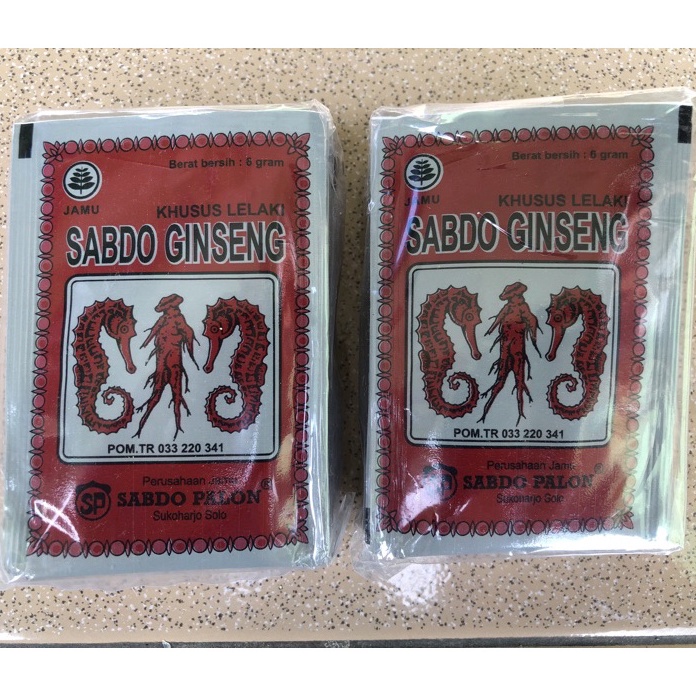 Berat bersih : 6 gram
JAMU
KHUSUS LELAKI
SABDO GINSENG
POM.TR 033 220 341
Perusahaan Jamu
SP SABDO PALON®
Sukoharjo Solo
Berat bersih : 6 gram
JAMU
KHUSUS LELAKI
SABDO GINSENG
POM.TR 033 220 341
Perusahaan Jamu
SABDO PALON®
Sukoharjo Solo